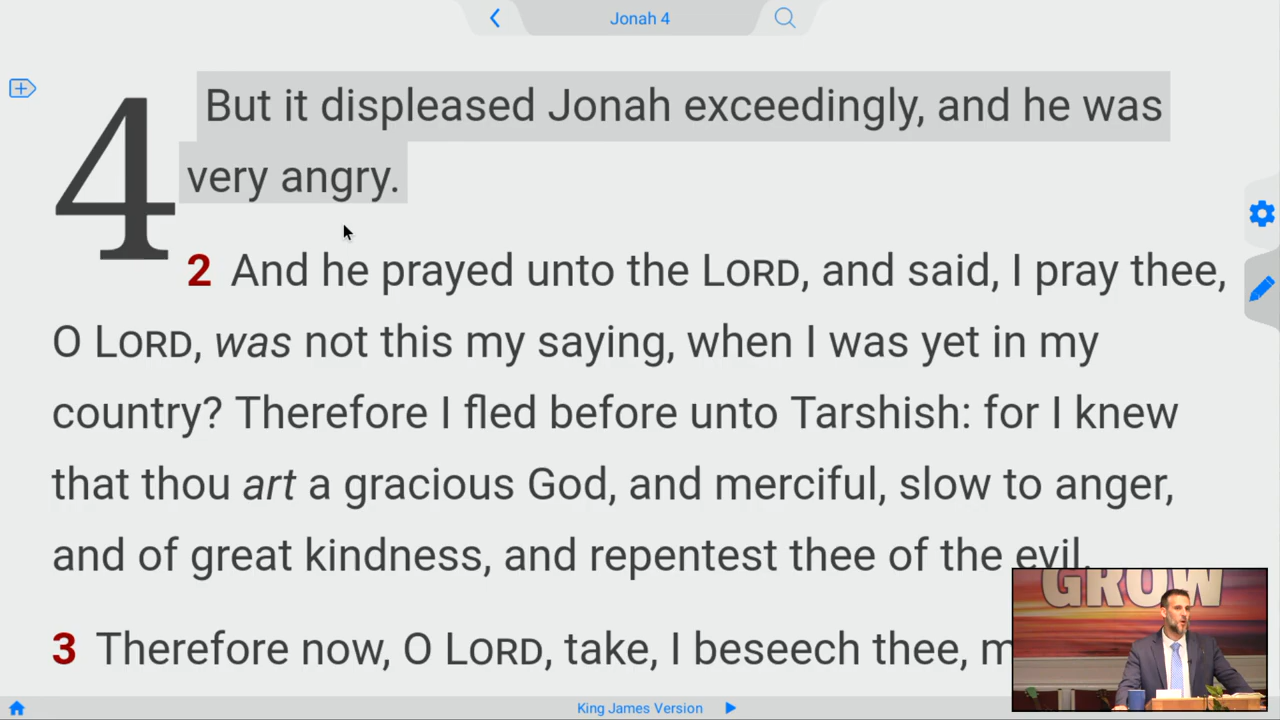 Jonah 4
4 But it displeased Jonah exceedingly, and he was
very angry.
2 And he prayed unto the LORD, and said, I pray thee,
O LORD, was not this my saying, when I was yet in my
country? Therefore I fled before unto Tarshish: for I knew
that thou art a gracious God, and merciful, slow to anger,
and of great kindness, and repentest thee of the evil.
3 Therefore now, O LORD, take, I beseech thee,
GROW
King James Version